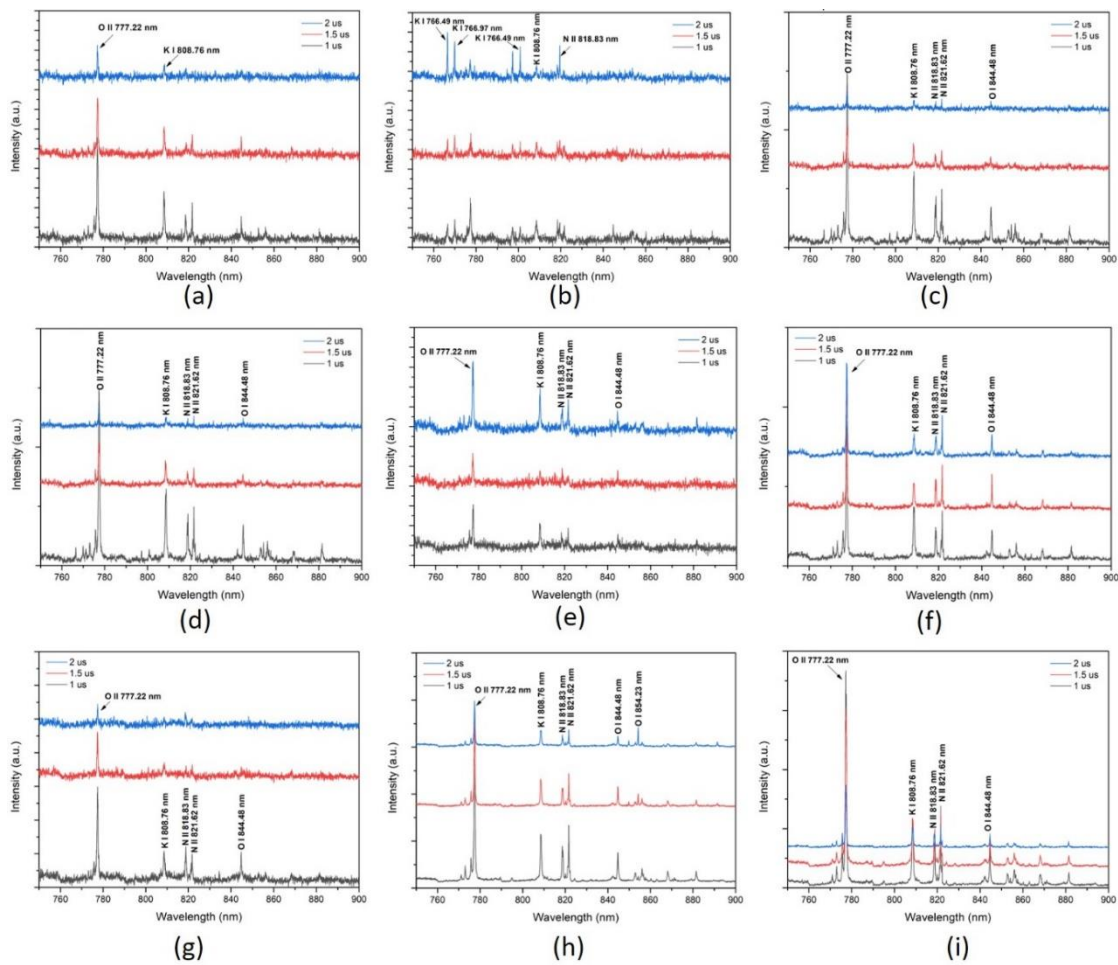 O II 777.22 nm
K I 808.76 nm
2 us
1.5 us
1 us
Intensity (a.u.)
760 780 800 820 840 860 880 900
Wavelength (nm)
(a)
K I 766.49 nm
K I 766.97 nm
K I 766.49 nm
K I 808.76 nm
N II 818.83 nm
2 us
1.5 us
1 us
Intensity (a.u.)
760 780 800 820 840 860 880 900
Wavelength (nm)
(b)
O II 777.22 nm
K I 808.76 nm
N II 818.83 nm
N II 821.62 nm
O I 844.48 nm
2 us
1.5 us
1 us
Intensity (a.u.)
760 780 800 820 840 860 880 900
Wavelength (nm)
(c)
O II 777.22 nm
K I 808.76 nm
N II 818.83 nm
N II 821.62 nm
O I 844.48 nm
2 us
1.5 us
1 us
Intensity (a.u.)
760 780 800 820 840 860 880 900
Wavelength (nm)
(d)
O II 777.22 nm
K I 808.76 nm
N II 818.83 nm
N II 821.62 nm
O I 844.48 nm
2 us
1.5 us
1 us
Intensity (a.u.)
760 780 800 820 840 860 880 900
Wavelength (nm)
(e)
O II 777.22 nm
K I 808.76 nm
N II 818.83 nm
N II 821.62 nm
O I 844.48 nm
2 us
1.5 us
1 us
Intensity (a.u.)
760 780 800 820 840 860 880 900
Wavelength (nm)
(f)
2 us
1.5 us
1 us
O II 777.22 nm
K I 808.76 nm
N II 818.83 nm
N II 821.62 nm
O I 844.48 nm
Intensity (a.u.)
760 780 800 820 840 860 880 900
Wavelength (nm)
(g)
2 us
1.5 us
1 us
O II 777.22 nm
K I 808.76 nm
N II 818.83 nm
N II 821.62 nm
O I 844.48 nm
O I 854.23 nm
Intensity (a.u.)
760 780 800 820 840 860 880 900
Wavelength (nm)
(h)
O II 777.22 nm
K I 808.76 nm
N II 818.83 nm
N II 821.62 nm
O I 844.48 nm
2 us
1.5 us
1 us
Intensity (a.u.)
760 780 800 820 840 860 880 900
Wavelength (nm)
(i)